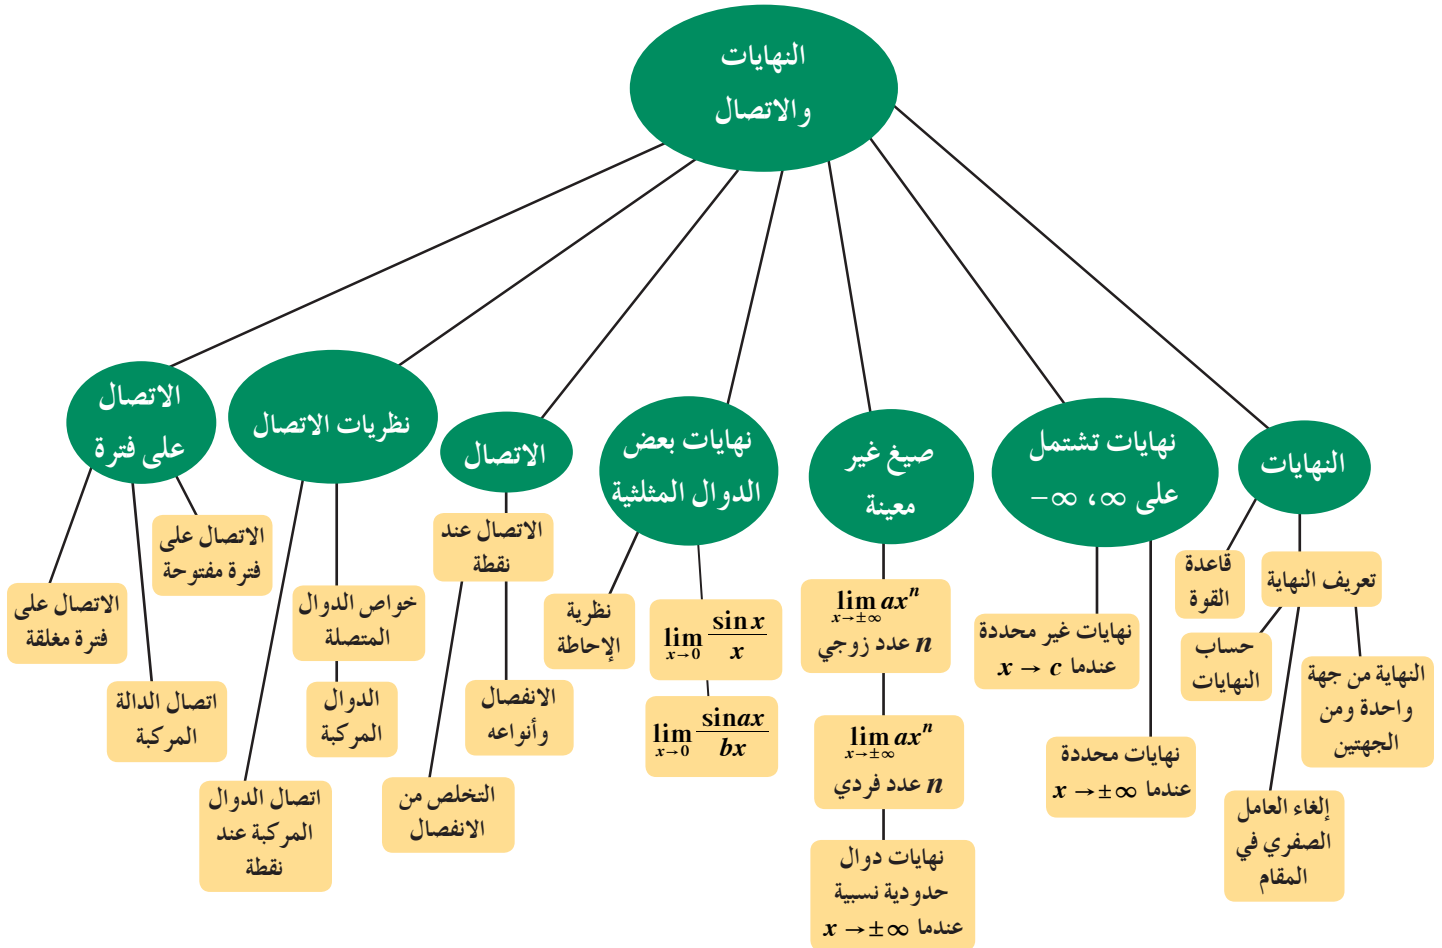 النهايات
والاتصال
النهايات
قاعدة
القوة
تعريف النهاية
حساب
النهايات
النهاية من جهة
واحدة ومن
الجهتين
إلغاء العامل
الصفري في
المقام
نهايات تشتمل
على ∞، ∞−
نهايات غير محددة
عندما x → c
نهايات محددة
عندما x → ±∞
صيغ غير
معينة
lim x→±∞ axⁿ
n عدد زوجي
lim x→±∞ axⁿ
n عدد فردي
نهايات دوال
حدودية نسبية
عندما x → ±∞
نهايات بعض
الدوال المثلثية
نظرية
الإحاطة
lim x→0 sin x / x
lim x→0 sinax / bx
الاتصال
الاتصال عند
نقطة
الانفصال
وأنواعه
التخلص من
الانفصال
نظريات الاتصال
خواص الدوال
المتصلة
الدوال
المركبة
اتصال الدوال
المركبة عند
نقطة
الاتصال
على فترة
الاتصال على
فترة مفتوحة
اتصال الدالة
المركبة
الاتصال على
فترة مغلقة